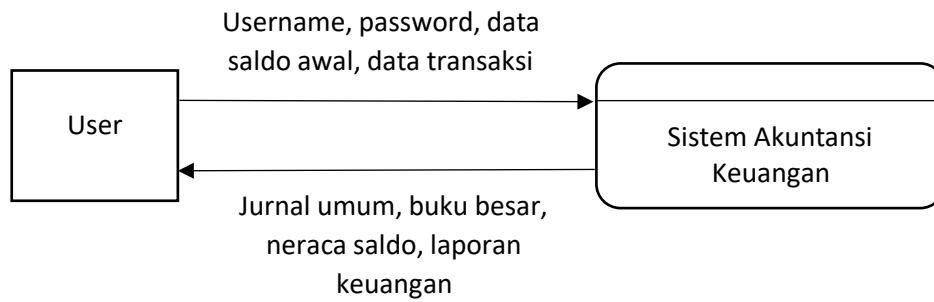 Username, password, data
saldo awal, data transaksi
User
Sistem Akuntansi
Keuangan
Jurnal umum, buku besar,
neraca saldo, laporan
keuangan